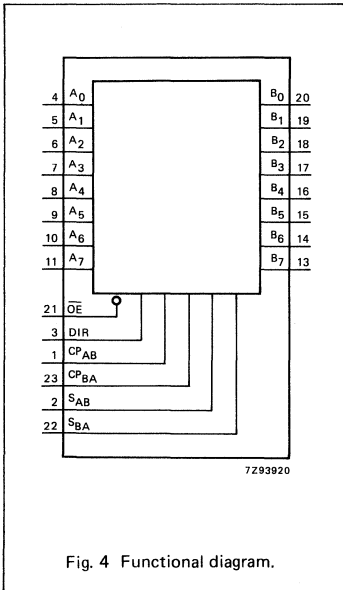 4 A0 B0 20
5 A1 B1 19
6 A2 B2 18
7 A3 B3 17
8 A4 B4 16
9 A5 B5 15
10 A6 B6 14
11 A7 B7 13
21 OE
3 DIR
1 CPAB
23 CPBA
2 SAB
22 SBA
7Z93920
Fig. 4 Functional diagram.